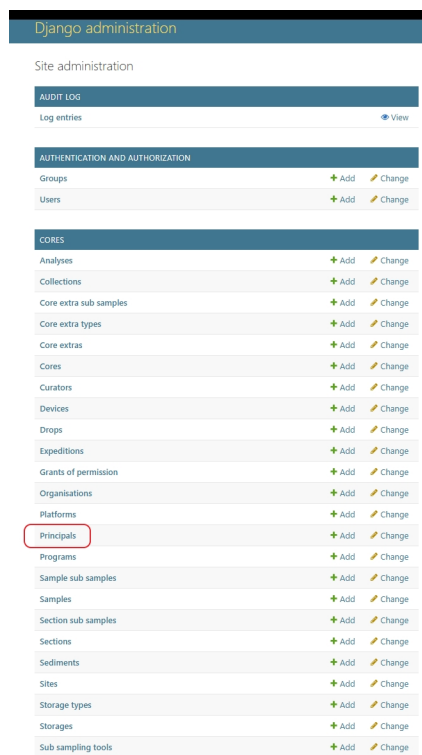 Django administration
Site administration
AUDIT LOG
Log entries View
AUTHENTICATION AND AUTHORIZATION
Groups Add Change
Users Add Change
CORES
Analyses Add Change
Collections Add Change
Core extra sub samples Add Change
Core extra types Add Change
Core extras Add Change
Cores Add Change
Curators Add Change
Devices Add Change
Drops Add Change
Expeditions Add Change
Grants of permission Add Change
Organisations Add Change
Platforms Add Change
Principals Add Change
Programs Add Change
Sample sub samples Add Change
Samples Add Change
Section sub samples Add Change
Sections Add Change
Sediments Add Change
Sites Add Change
Storage types Add Change
Storages Add Change
Sub sampling tools Add Change